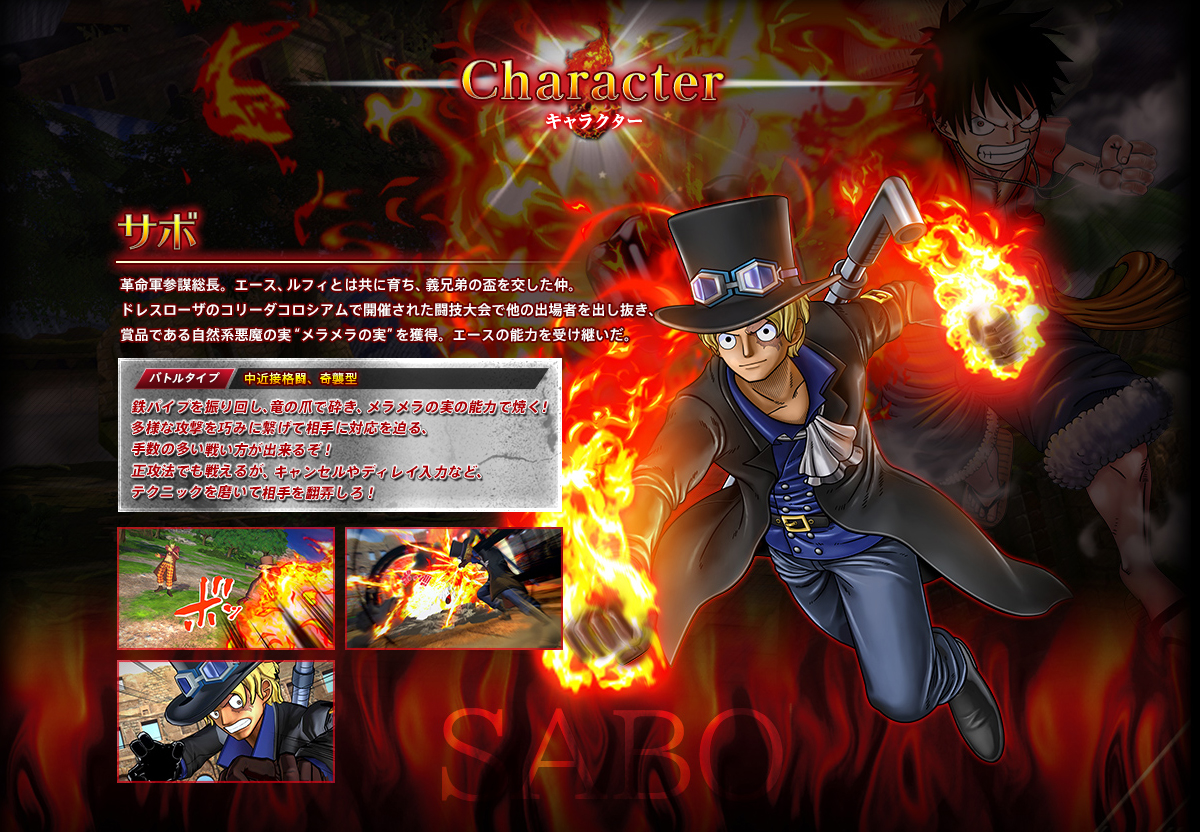 Character
キャラクター
サボ
革命軍参謀総長。エース、ルフィとは共に育ち、義兄弟の盃を交した仲。
ドレスローザのコリーダコロシアムで開催された闘技大会で他の出場者を出し抜き、
賞品である自然系悪魔の実“メラメラの実”を獲得。エースの能力を受け継いだ。
バトルタイプ 中近接格闘、奇襲型
鉄パイプを振り回し、竜の爪で砕き、メラメラの実の能力で焼く!
多様な攻撃を巧みに繋げて相手に対応を迫る、
手数の多い戦い方が出来るぞ!
正攻法でも戦えるが、キャンセルやディレイ入力など、
テクニックを磨いて相手を翻弄しろ!
ボッ
SABO